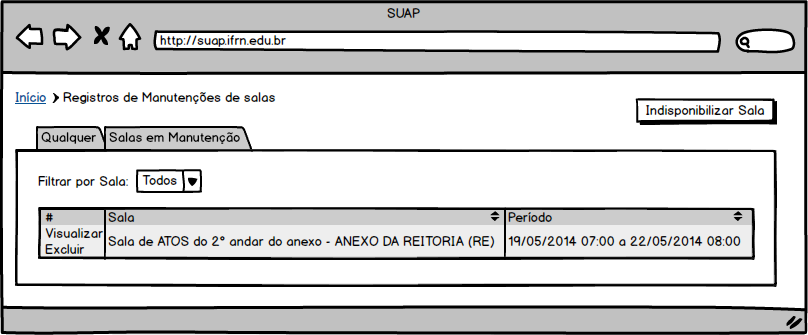 SUAP
http://suap.ifrn.edu.br
Início Registros de Manutenções de salas
Indisponibilizar Sala
Qualquer Salas em Manutenção
Filtrar por Sala: Todos
# Sala Período
Visualizar
Excluir
Sala de ATOS do 2º andar do anexo - ANEXO DA REITORIA (RE) 19/05/2014 07:00 a 22/05/2014 08:00